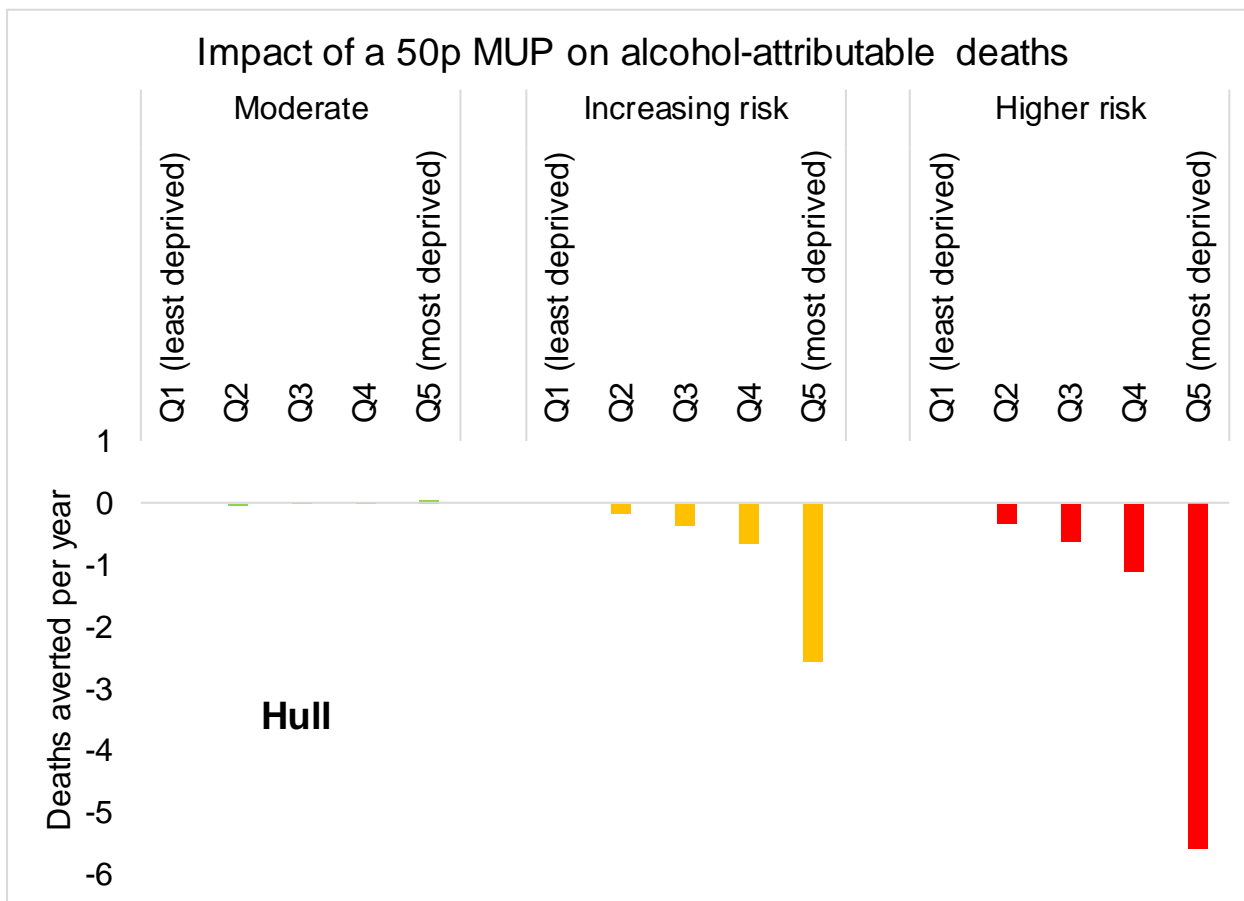 Impact of a 50p MUP on alcohol-attributable deaths
Moderate
Increasing risk
Higher risk
Q1 (least deprived)
Q2
Q3
Q4
Q5 (most deprived)
Q1 (least deprived)
Q2
Q3
Q4
Q5 (most deprived)
Q1 (least deprived)
Q2
Q3
Q4
Q5 (most deprived)
Deaths averted per year
1
0
-1
-2
-3
-4
-5
-6
Hull